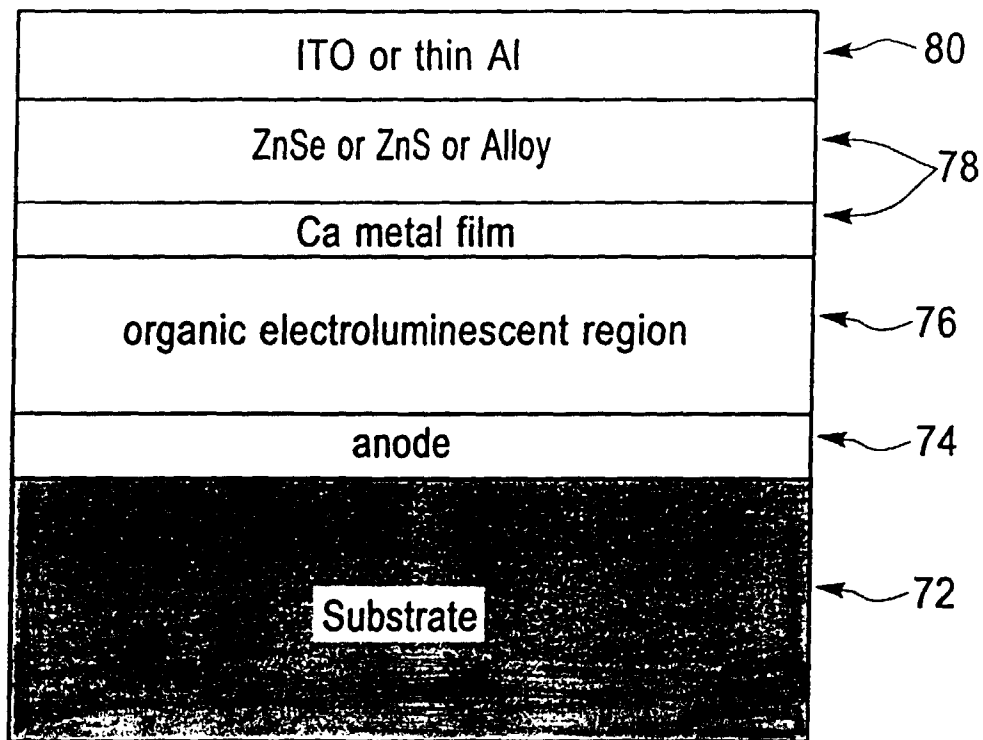 ITO or thin Al
80
ZnSe or ZnS or Alloy
78
Ca metal film
organic electroluminescent region
76
anode
74
Substrate
72